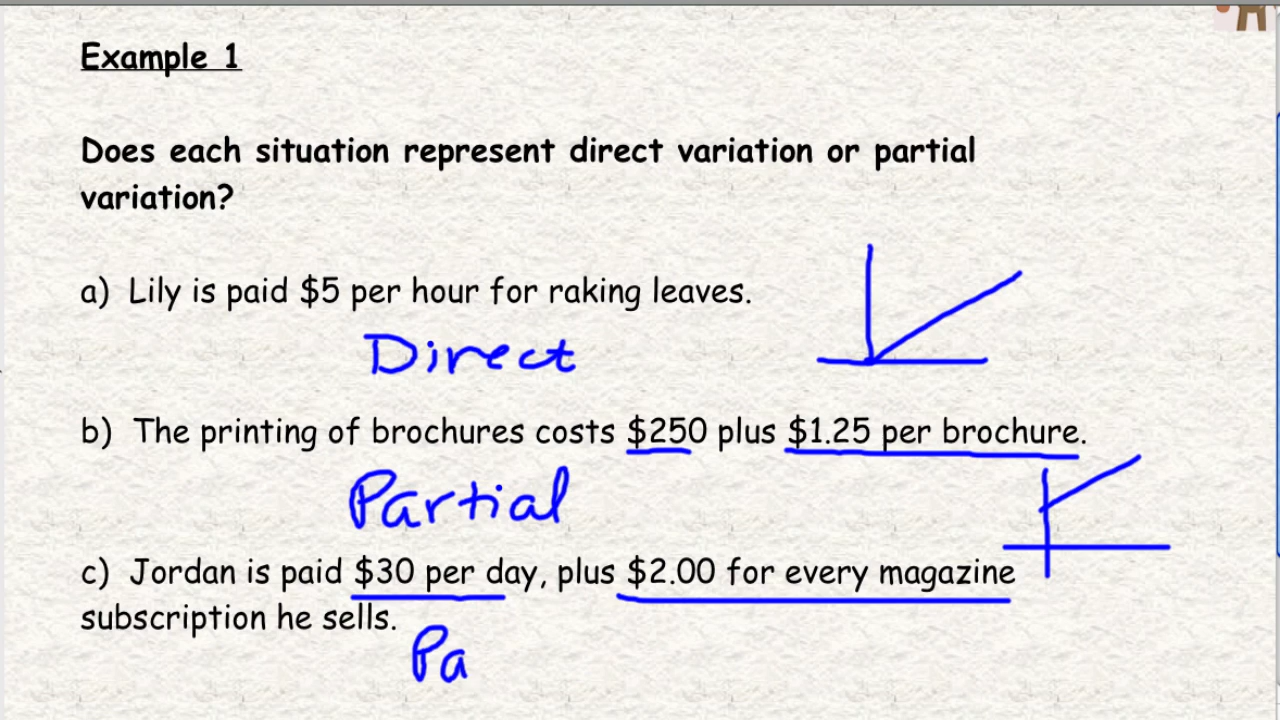 Example 1
Does each situation represent direct variation or partial
variation?
a) Lily is paid $5 per hour for raking leaves.
Direct
b) The printing of brochures costs $250 plus $1.25 per brochure.
Partial
c) Jordan is paid $30 per day, plus $2.00 for every magazine
subscription he sells.
Pa